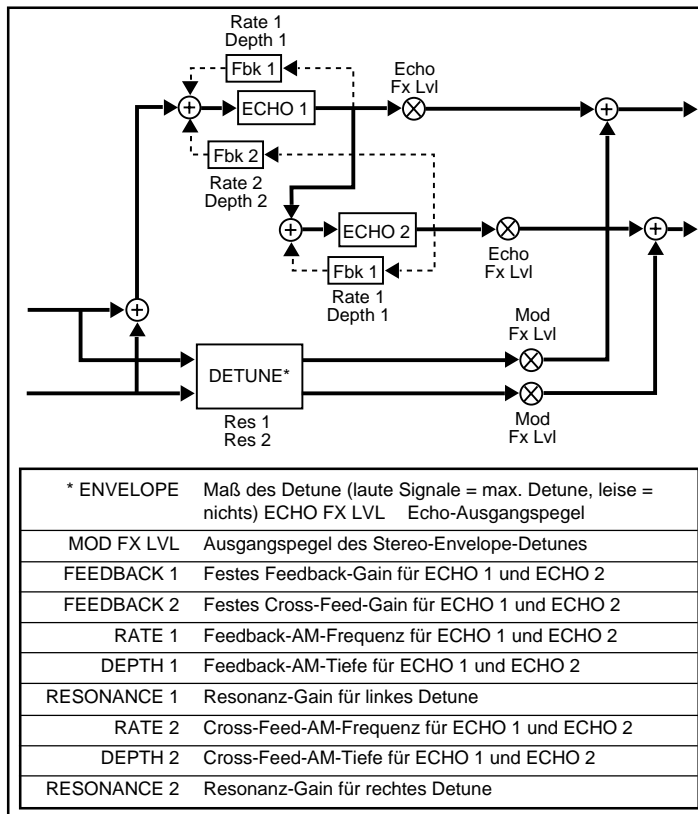 Rate 1
Depth 1
Fbk 1
Echo
Fx Lvl
+
ECHO 1
+
Fbk 2
Rate 2
Depth 2
+
ECHO 2
+
Echo
Fx Lvl
Fbk 1
Rate 1
Depth 1
+
Mod
Fx Lvl
DETUNE*
Mod
Fx Lvl
Res 1
Res 2
* ENVELOPE Maß des Detune (laute Signale = max. Detune, leise =
nichts) ECHO FX LVL Echo-Ausgangspegel
MOD FX LVL Ausgangspegel des Stereo-Envelope-Detunes
FEEDBACK 1 Festes Feedback-Gain für ECHO 1 und ECHO 2
FEEDBACK 2 Festes Cross-Feed-Gain für ECHO 1 und ECHO 2
RATE 1 Feedback-AM-Frequenz für ECHO 1 und ECHO 2
DEPTH 1 Feedback-AM-Tiefe für ECHO 1 und ECHO 2
RESONANCE 1 Resonanz-Gain für linkes Detune
RATE 2 Cross-Feed-AM-Frequenz für ECHO 1 und ECHO 2
DEPTH 2 Cross-Feed-AM-Tiefe für ECHO 1 und ECHO 2
RESONANCE 2 Resonanz-Gain für rechtes Detune